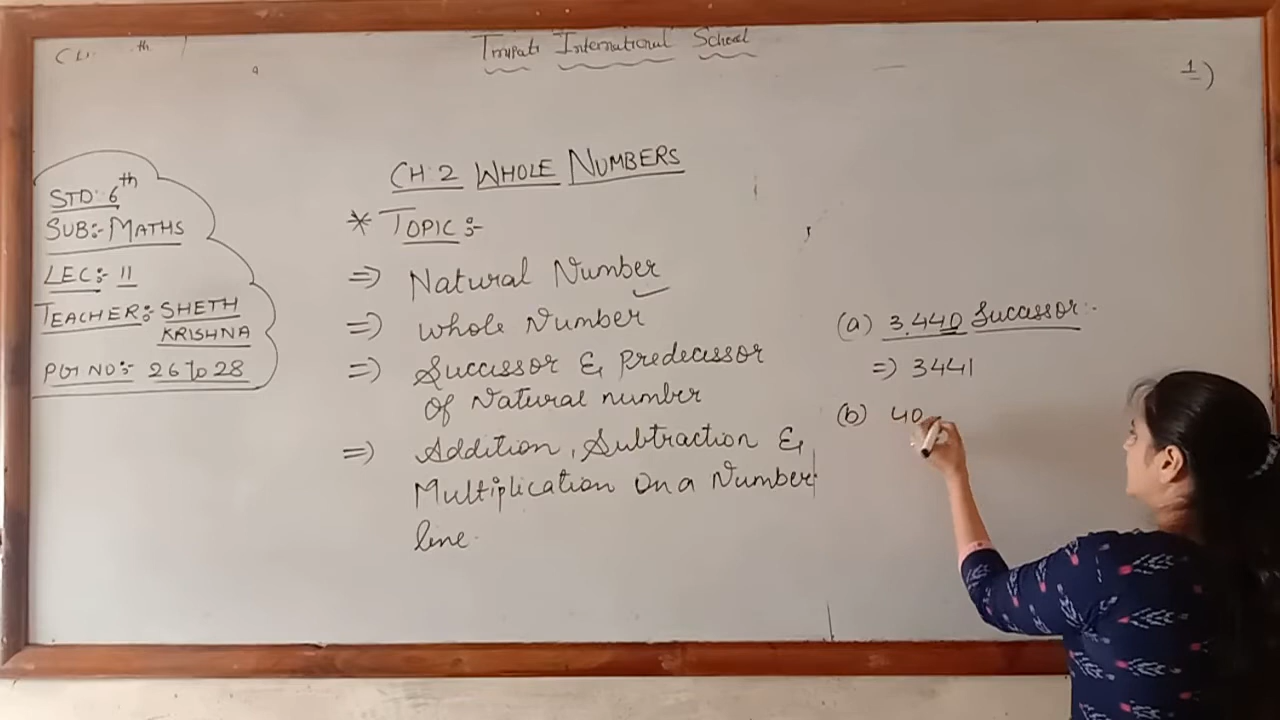 International School
1)
STD: 6th
SUB:- MATHS
LEC:- 11
TEACHER:- SHETH
KRISHNA
PG NO:- 26 To 28
CH: 2 WHOLE NUMBERS
* TOPIC :-
=) Natural Number
=) Whole Number
=) Successor & Predecessor
of Natural number
=) Addition, Subtraction &
Multiplication On a Number
line.
(a) 3.440 Sucassor:-
=) 3441
(b) 40